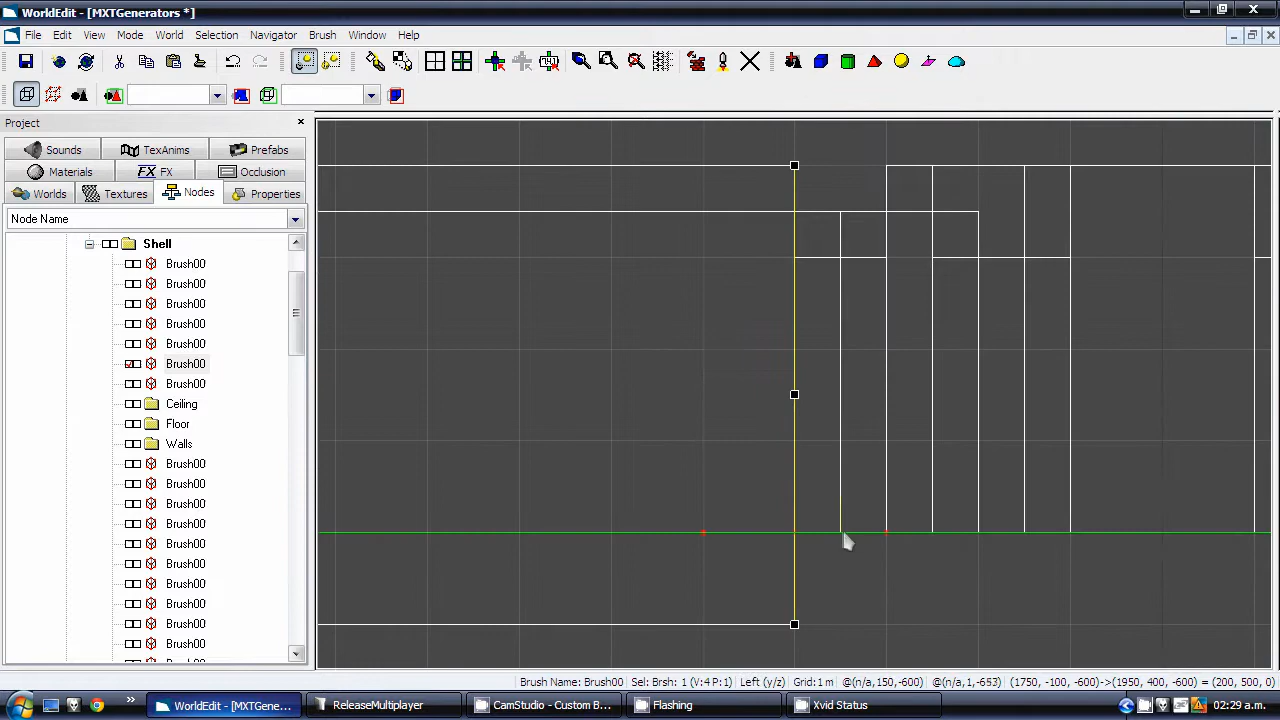 WorldEdit - [MXTGenerators *]
File Edit View Mode World Selection Navigator Brush Window Help
Project
Sounds TexAnims Prefabs
Materials FX Occlusion
Worlds Textures Nodes Properties
Node Name
Shell
Brush00
Brush00
Brush00
Brush00
Brush00
Brush00
Brush00
Ceiling
Floor
Walls
Brush00
Brush00
Brush00
Brush00
Brush00
Brush00
Brush00
Brush00
Brush00
Brush Name: Brush00 Sel: Brsh: 1 (V:4 P:1) Left (y/z) Grid:1 m @(n/a,150,-600) @(n/a,1,-653) (1750, -100, -600)->(1950, 400, -600) = (200, 500, 0)
WorldEdit - [MXTGene... ReleaseMultiplayer CamStudio - Custom B... Flashing Xvid Status 02:29 a.m.